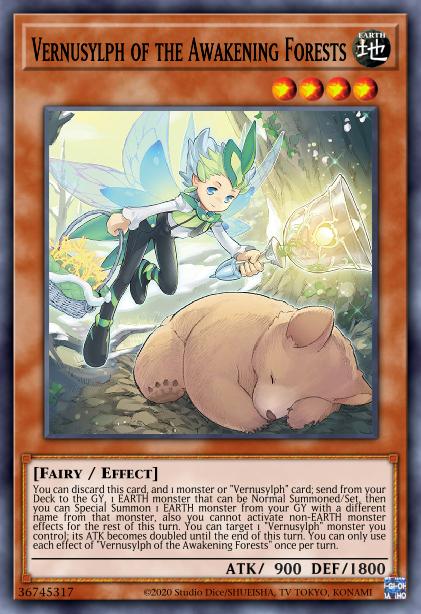 Vernusylph of the Awakening Forests
EARTH
地
[Fairy / Effect]
You can discard this card, and 1 monster or "Vernusylph" card; send from
your Deck to the GY, 1 EARTH monster that can be Normal Summoned/Set, then
you can Special Summon 1 EARTH monster from your GY with a different
name from that monster, also you cannot activate non-EARTH monster
effects for the rest of this turn. You can target 1 "Vernusylph" monster you
control; its ATK becomes doubled until the end of this turn. You can only use
each effect of "Vernusylph of the Awakening Forests" once per turn.
ATK/ 900 DEF/1800
36745317
©2020 Studio Dice/SHUEISHA, TV TOKYO, KONAMI